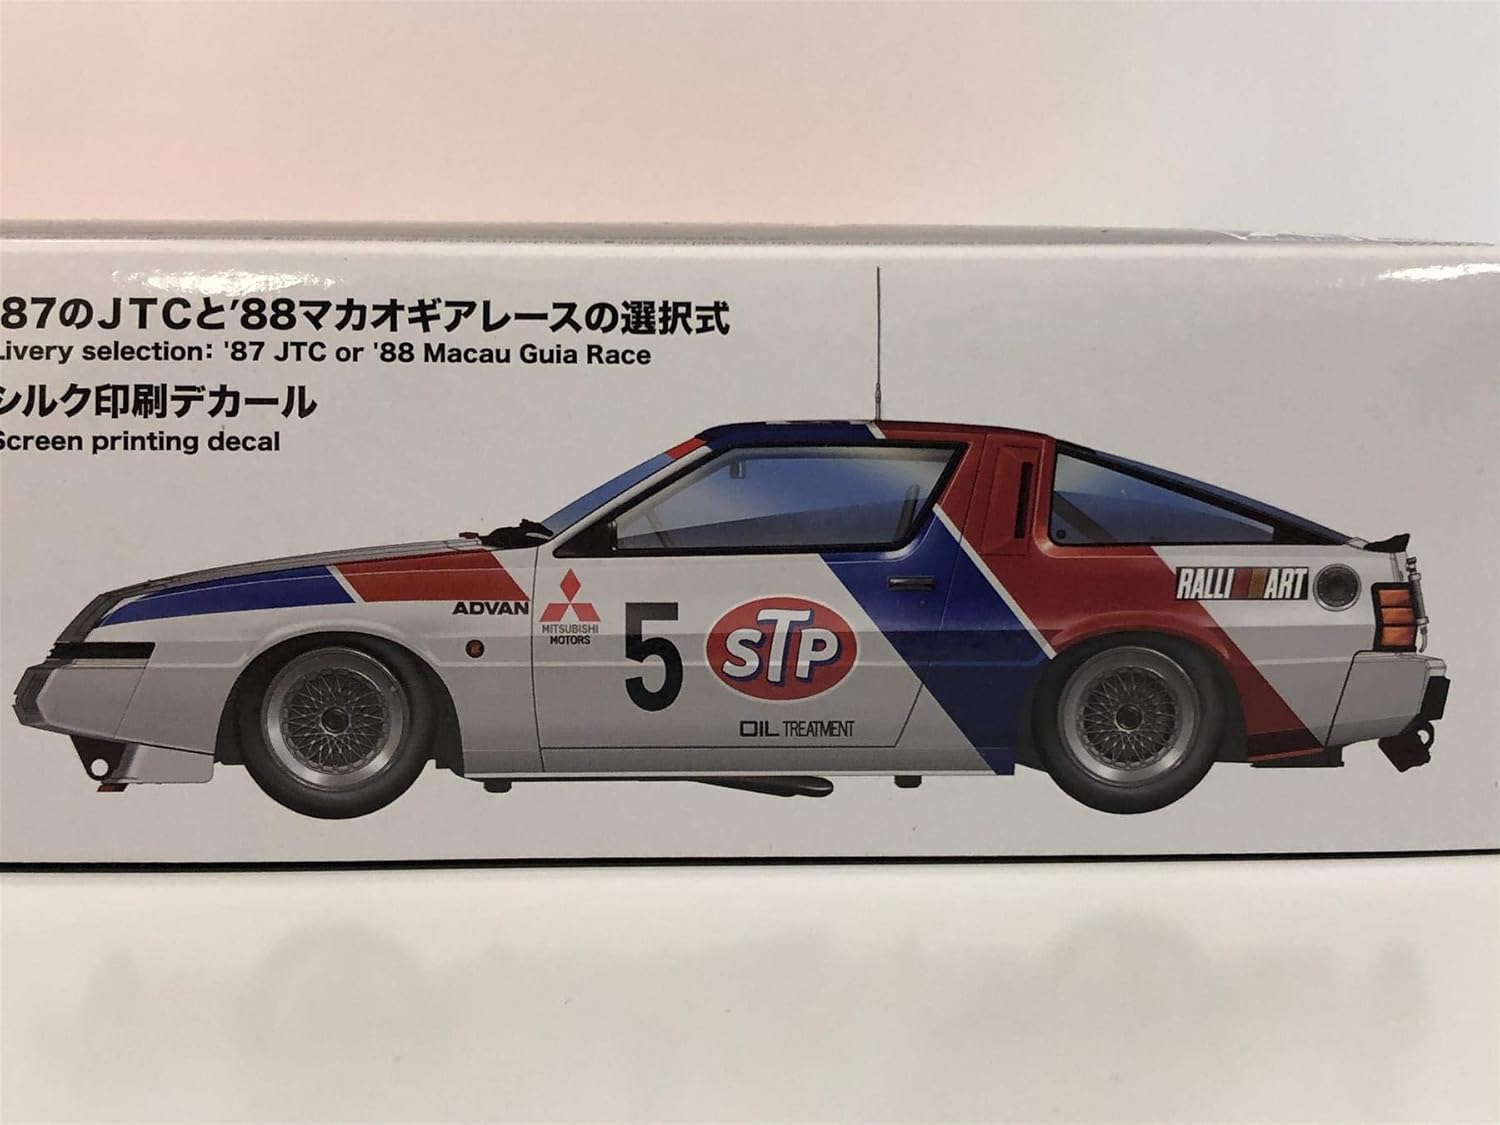 '87のJTCと'88マカオギアレースの選択式
Livery selection: '87 JTC or '88 Macau Guia Race
シルク印刷デカール
Screen printing decal
ADVAN
MITSUBISHI
MOTORS
5
STP
OIL TREATMENT
RALLI ART